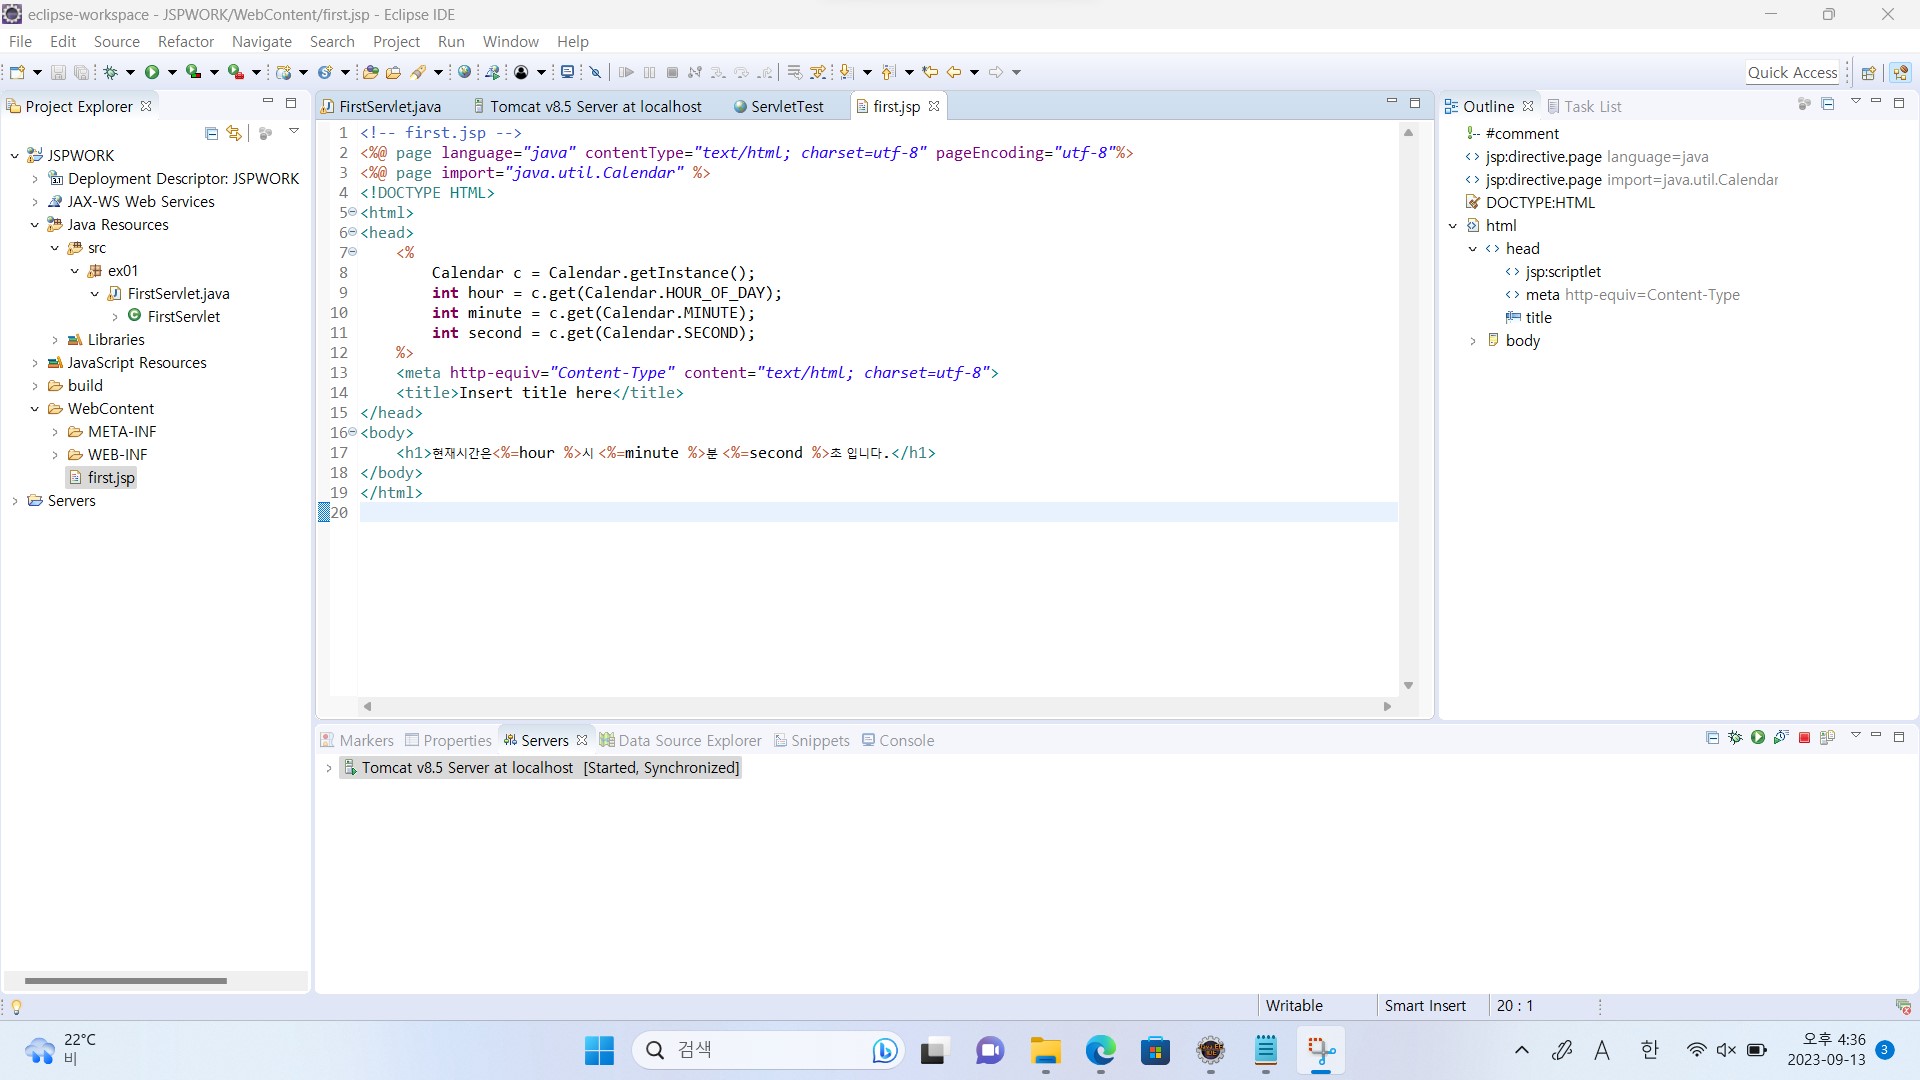 eclipse-workspace - JSPWORK/WebContent/first.jsp - Eclipse IDE
File Edit Source Refactor Navigate Search Project Run Window Help
Quick Access
Project Explorer
JSPWORK
Deployment Descriptor: JSPWORK
JAX-WS Web Services
Java Resources
src
ex01
FirstServlet.java
FirstServlet
Libraries
JavaScript Resources
build
WebContent
META-INF
WEB-INF
first.jsp
Servers
FirstServlet.java Tomcat v8.5 Server at localhost ServletTest first.jsp
1 <!-- first.jsp -->
2 <%@ page language="java" contentType="text/html; charset=utf-8" pageEncoding="utf-8"%>
3 <%@ page import="java.util.Calendar" %>
4 <!DOCTYPE HTML>
5 <html>
6 <head>
7 <%
8 Calendar c = Calendar.getInstance();
9 int hour = c.get(Calendar.HOUR_OF_DAY);
10 int minute = c.get(Calendar.MINUTE);
11 int second = c.get(Calendar.SECOND);
12 %>
13 <meta http-equiv="Content-Type" content="text/html; charset=utf-8">
14 <title>Insert title here</title>
15 </head>
16 <body>
17 <h1>현재시간은<%=hour %>시 <%=minute %>분 <%=second %>초 입니다.</h1>
18 </body>
19 </html>
20
Outline Task List
#comment
jsp:directive.page language=java
jsp:directive.page import=java.util.Calendar
DOCTYPE:HTML
html
head
jsp:scriptlet
meta http-equiv=Content-Type
title
body
Markers Properties Servers Data Source Explorer Snippets Console
Tomcat v8.5 Server at localhost [Started, Synchronized]
Writable Smart Insert 20 : 1
22°C
비
검색
A 한
오후 4:36
2023-09-13
3